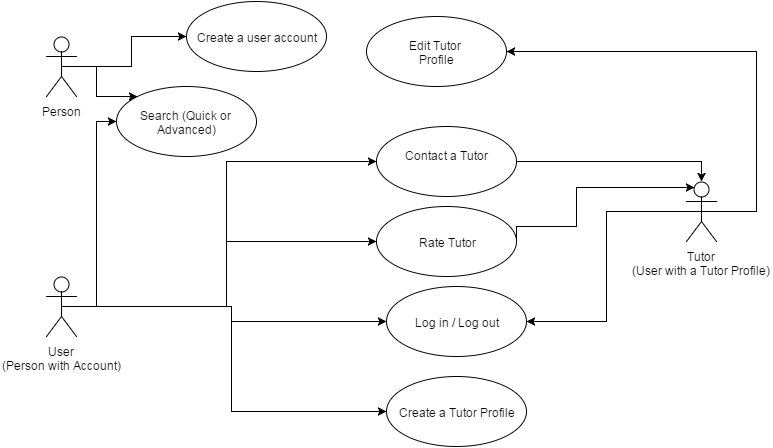 Create a user account
Edit Tutor
Profile
Person
Search (Quick or
Advanced)
Contact a Tutor
Rate Tutor
Tutor
(User with a Tutor Profile)
Log in / Log out
User
(Person with Account)
Create a Tutor Profile